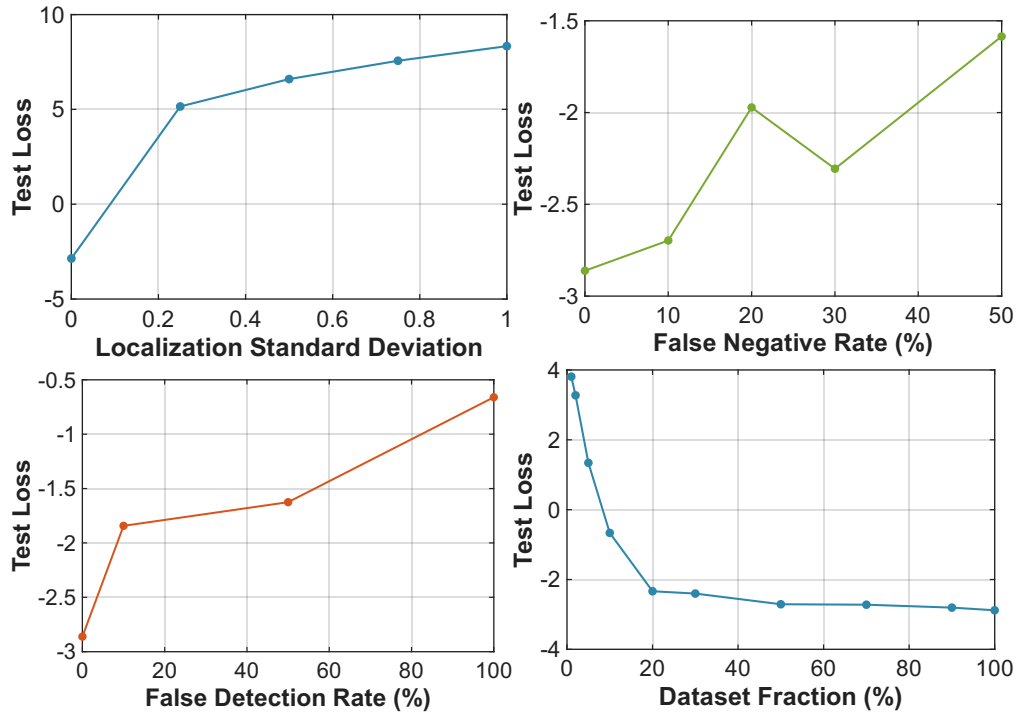 10
5
0
-5
Test Loss
0 0.2 0.4 0.6 0.8 1
Localization Standard Deviation
-1.5
-2
-2.5
-3
Test Loss
0 10 20 30 40 50
False Negative Rate (%)
-0.5
-1
-1.5
-2
-2.5
-3
Test Loss
0 20 40 60 80 100
False Detection Rate (%)
4
2
0
-2
-4
Test Loss
0 20 40 60 80 100
Dataset Fraction (%)